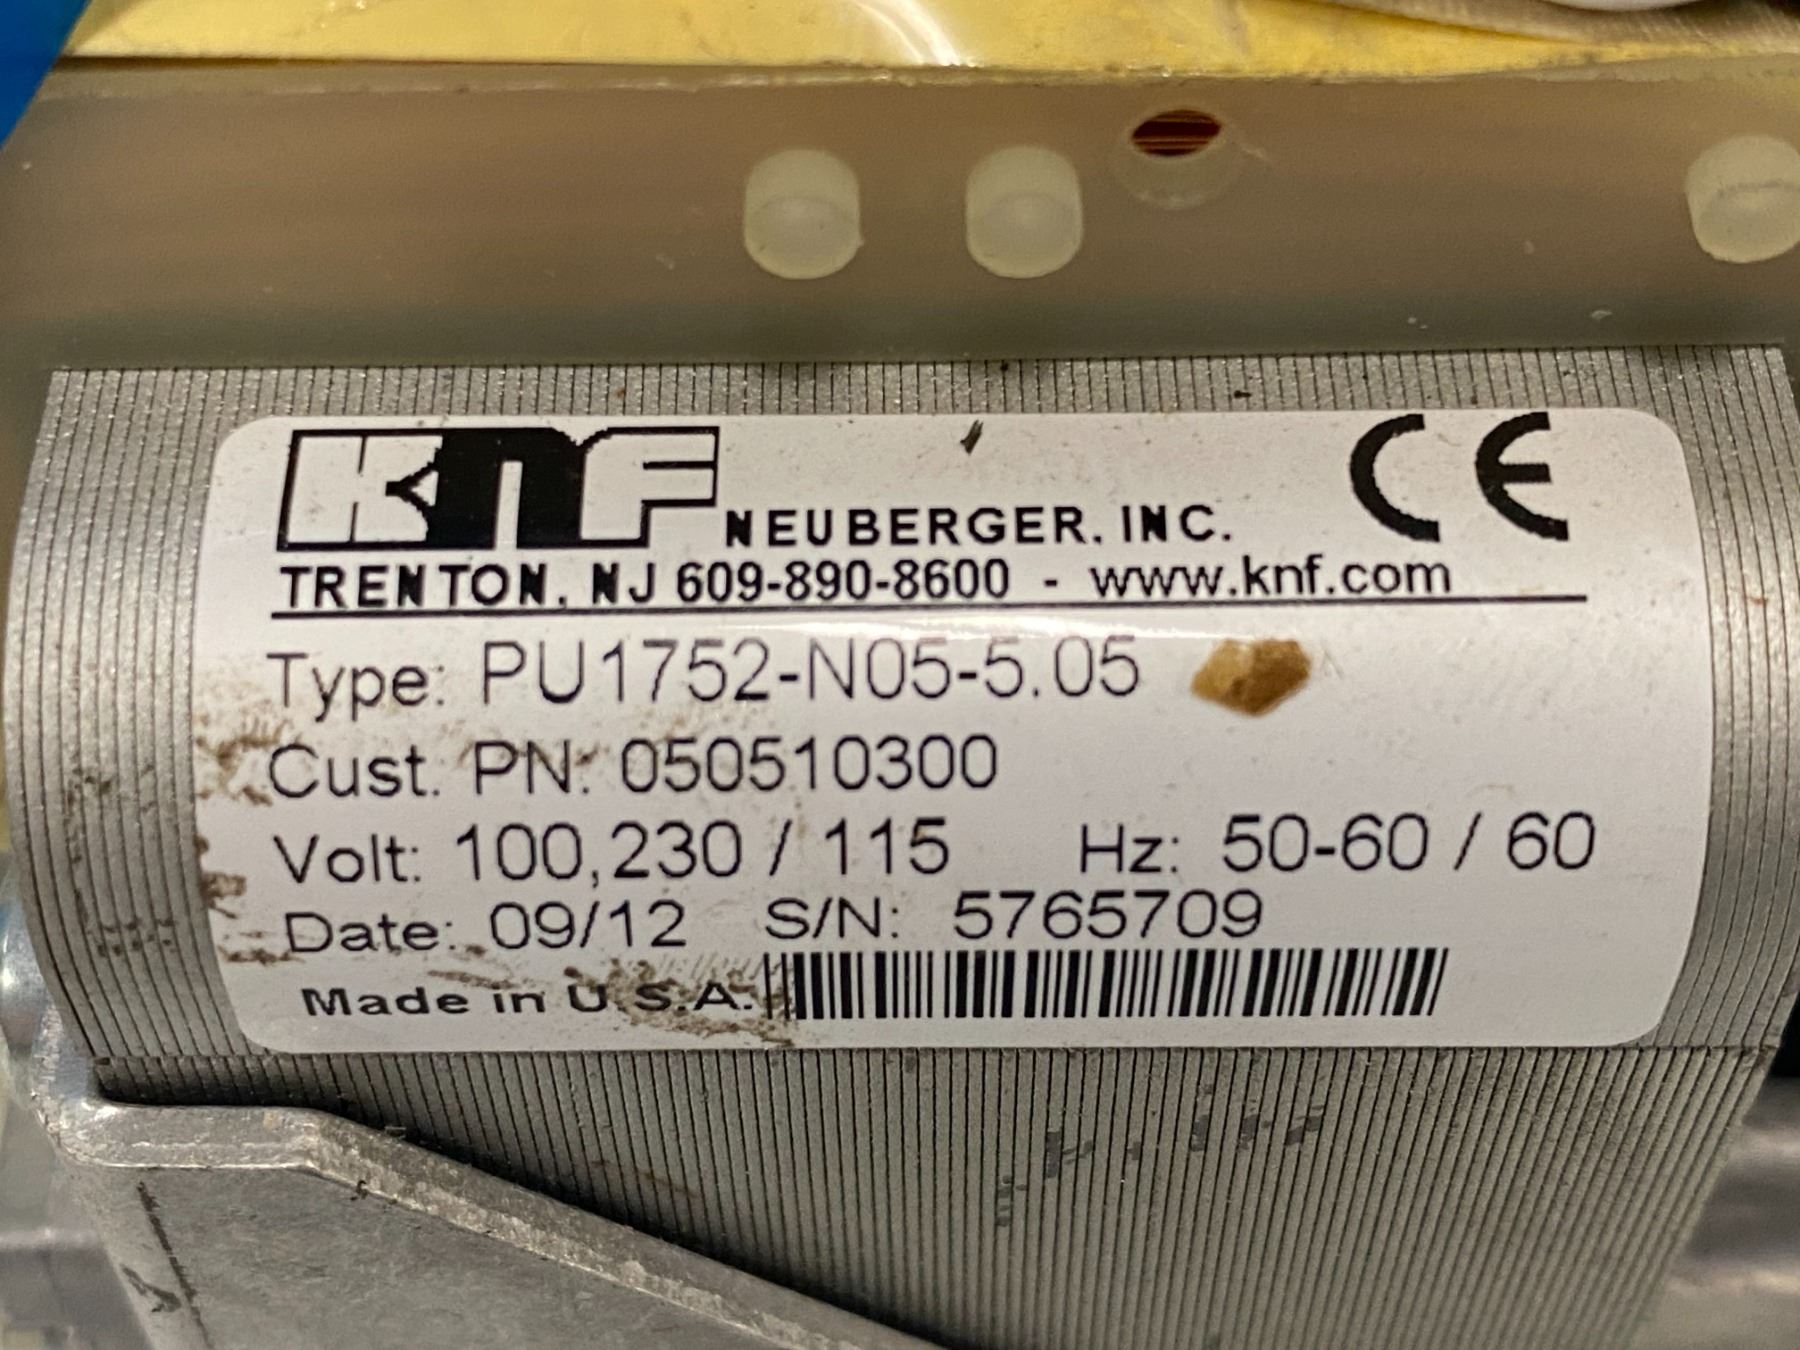 KNF NEUBERGER, INC. CE
TRENTON, NJ 609-890-8600 - www.knf.com
Type: PU1752-N05-5.05
Cust. PN: 050510300
Volt: 100,230 / 115 Hz: 50-60 / 60
Date: 09/12 S/N: 5765709
Made in U.S.A.